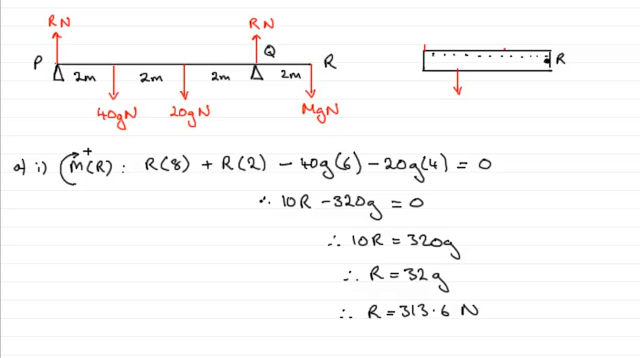 RN RN
P Q R
2m 2m 2m 2m
40gN 20gN MgN
R
a) i) M(R): R(8) + R(2) - 40g(6) - 20g(4) = 0
∴ 10R - 320g = 0
∴ 10R = 320g
∴ R = 32g
∴ R = 313.6 N